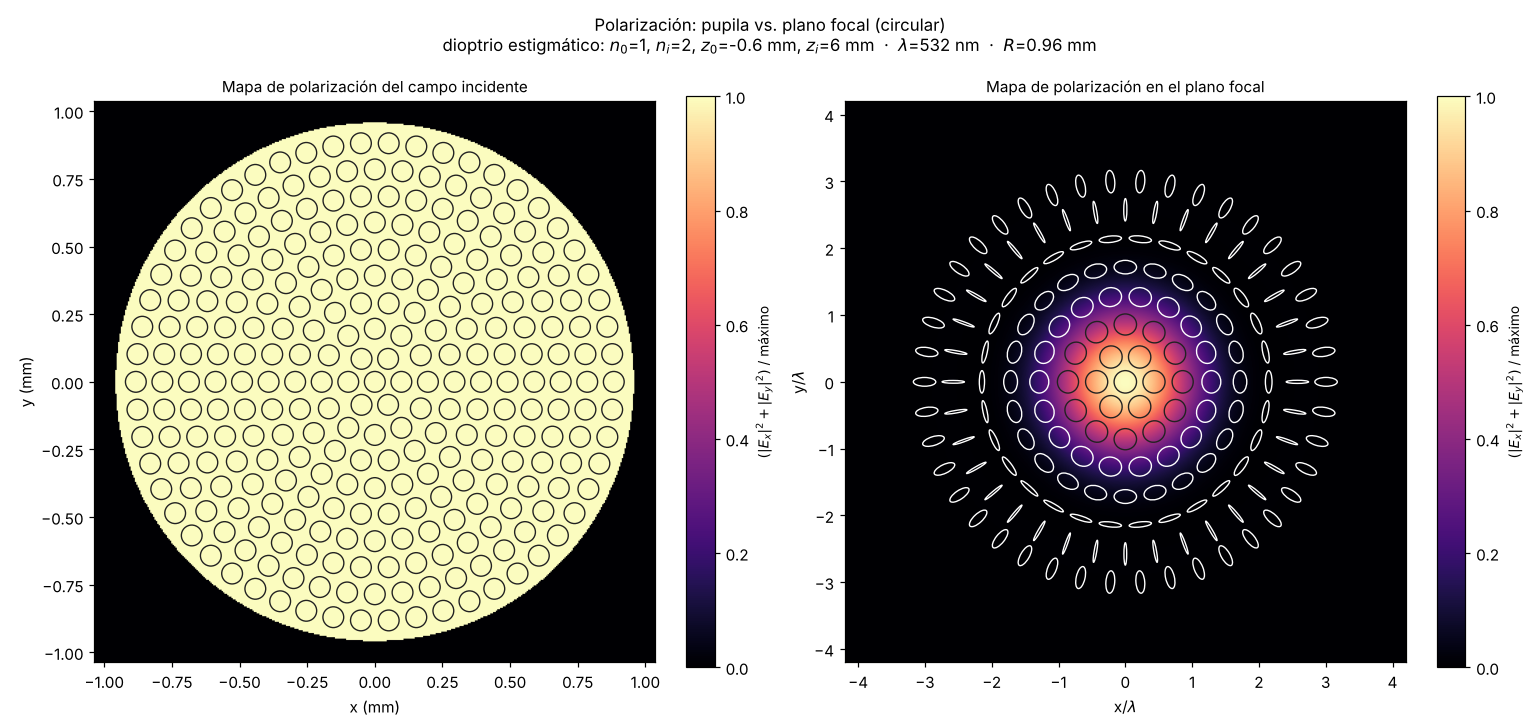 Polarización: pupila vs. plano focal (circular)
dioptrio estigmático: n₀=1, nᵢ=2, z₀=-0.6 mm, zᵢ=6 mm · λ=532 nm · R=0.96 mm
Mapa de polarización del campo incidente
1.00
0.75
0.50
0.25
0.00
−0.25
−0.50
−0.75
−1.00
y (mm)
−1.00 −0.75 −0.50 −0.25 0.00 0.25 0.50 0.75 1.00
x (mm)
1.0
0.8
0.6
0.4
0.2
0.0
(|Eₓ|² + |Eᵧ|²) / máximo
Mapa de polarización en el plano focal
4
3
2
1
0
−1
−2
−3
−4
y/λ
−4 −3 −2 −1 0 1 2 3 4
x/λ
1.0
0.8
0.6
0.4
0.2
0.0
(|Eₓ|² + |Eᵧ|²) / máximo